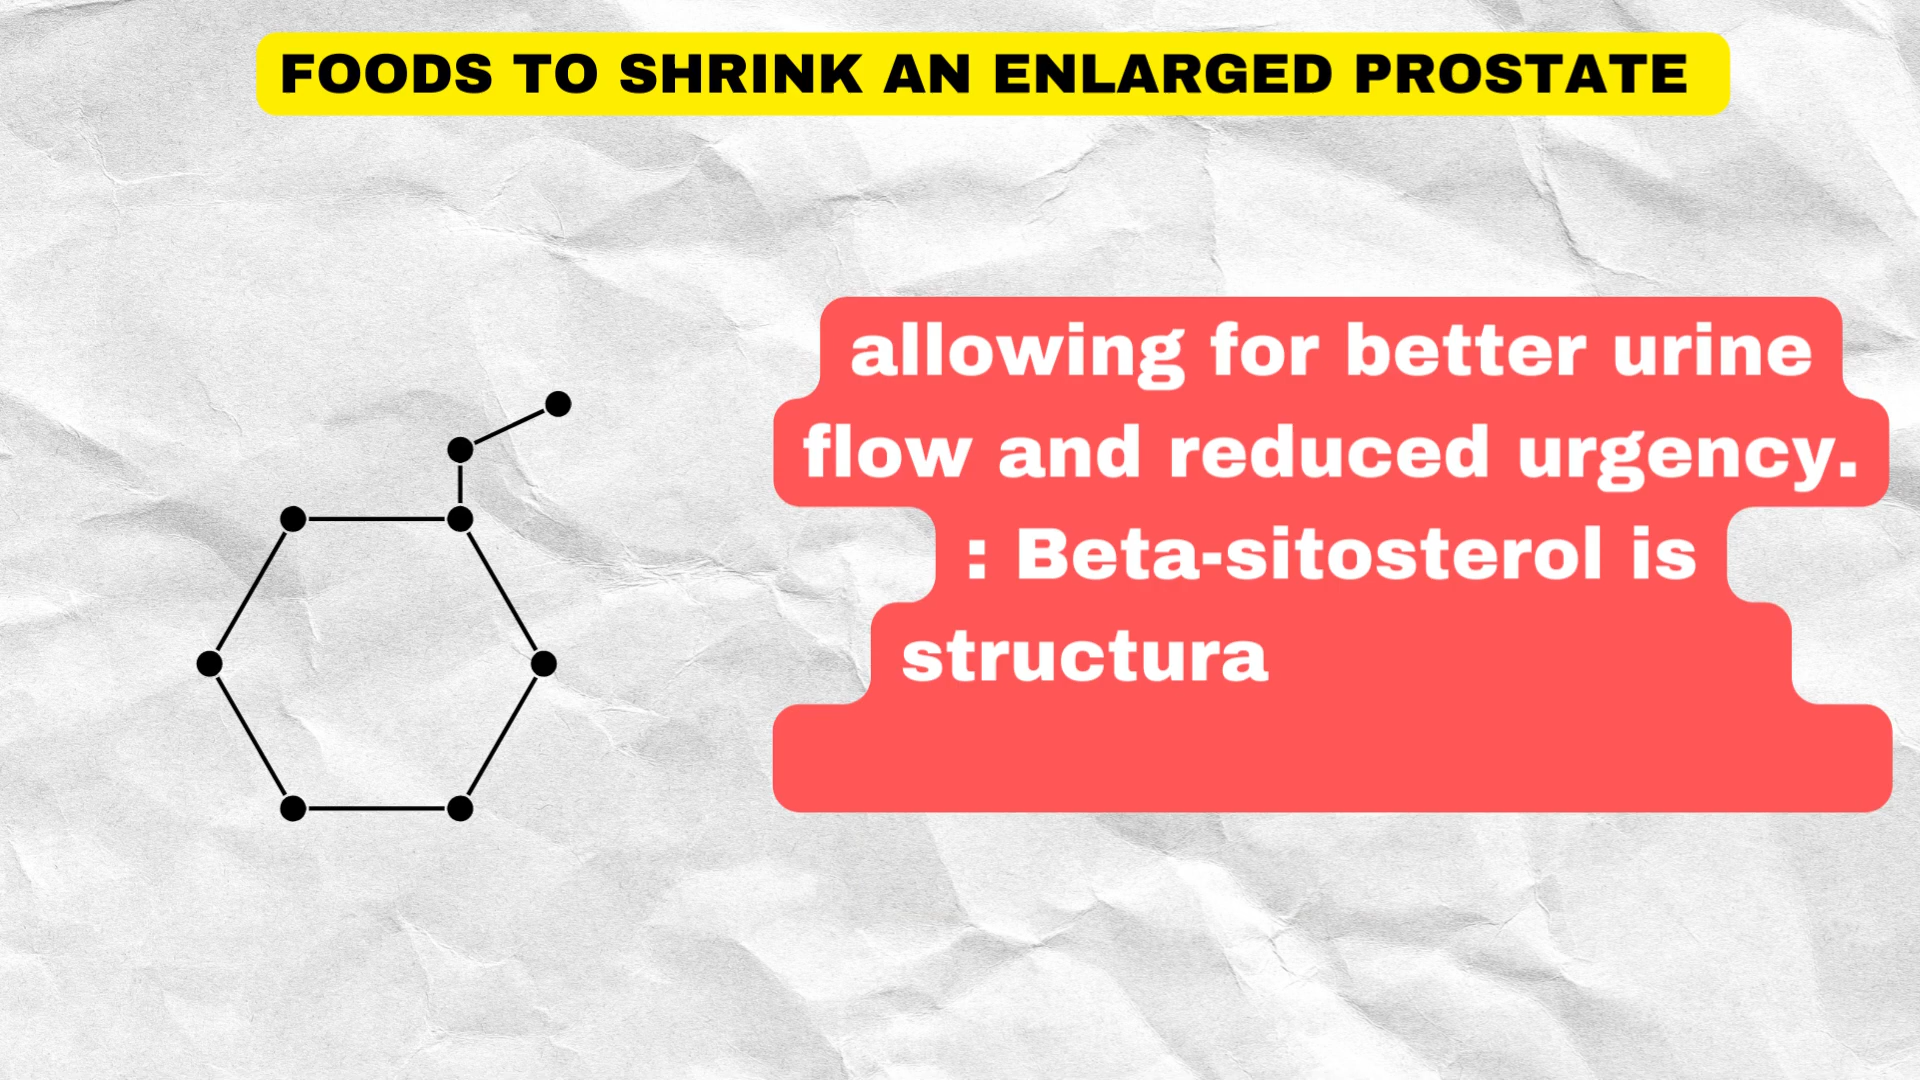 FOODS TO SHRINK AN ENLARGED PROSTATE
allowing for better urine
flow and reduced urgency.
: Beta-sitosterol is
structura